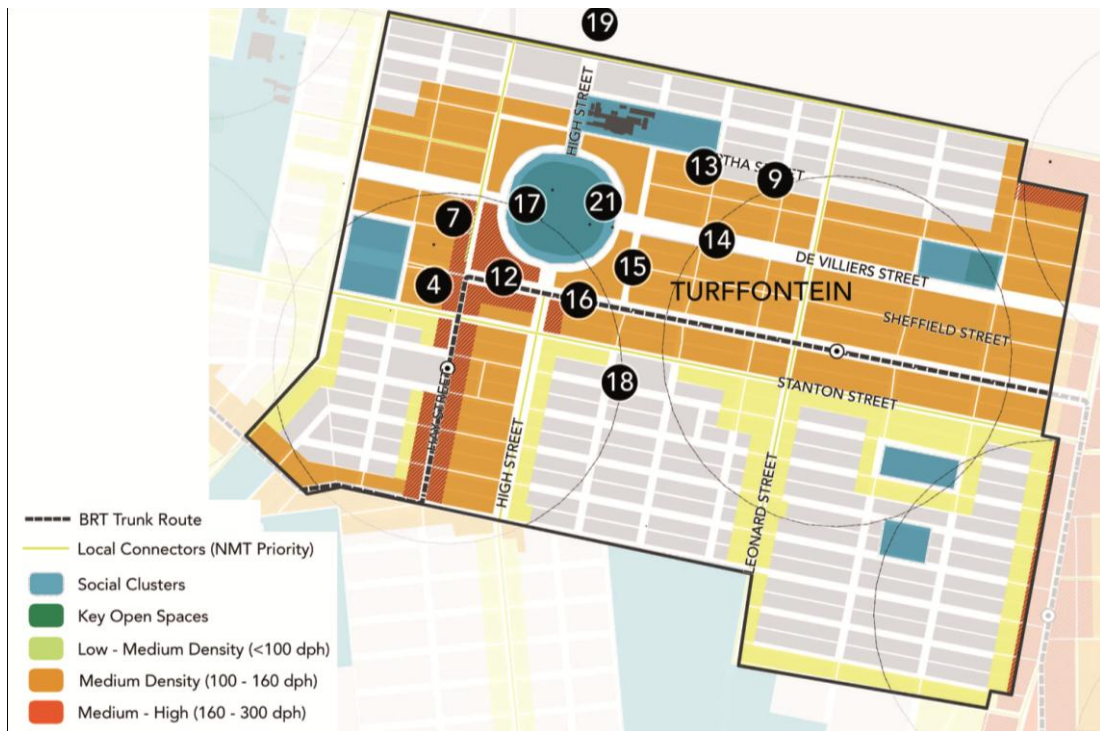 19
HIGH STREET
13
THA STREET
9
17
21
7
14
DE VILLIERS STREET
15
4
12
16
TURFFONTEIN
SHEFFIELD STREET
18
STANTON STREET
HAY STREET
HIGH STREET
LEONARD STREET
BRT Trunk Route
Local Connectors (NMT Priority)
Social Clusters
Key Open Spaces
Low - Medium Density (<100 dph)
Medium Density (100 - 160 dph)
Medium - High (160 - 300 dph)